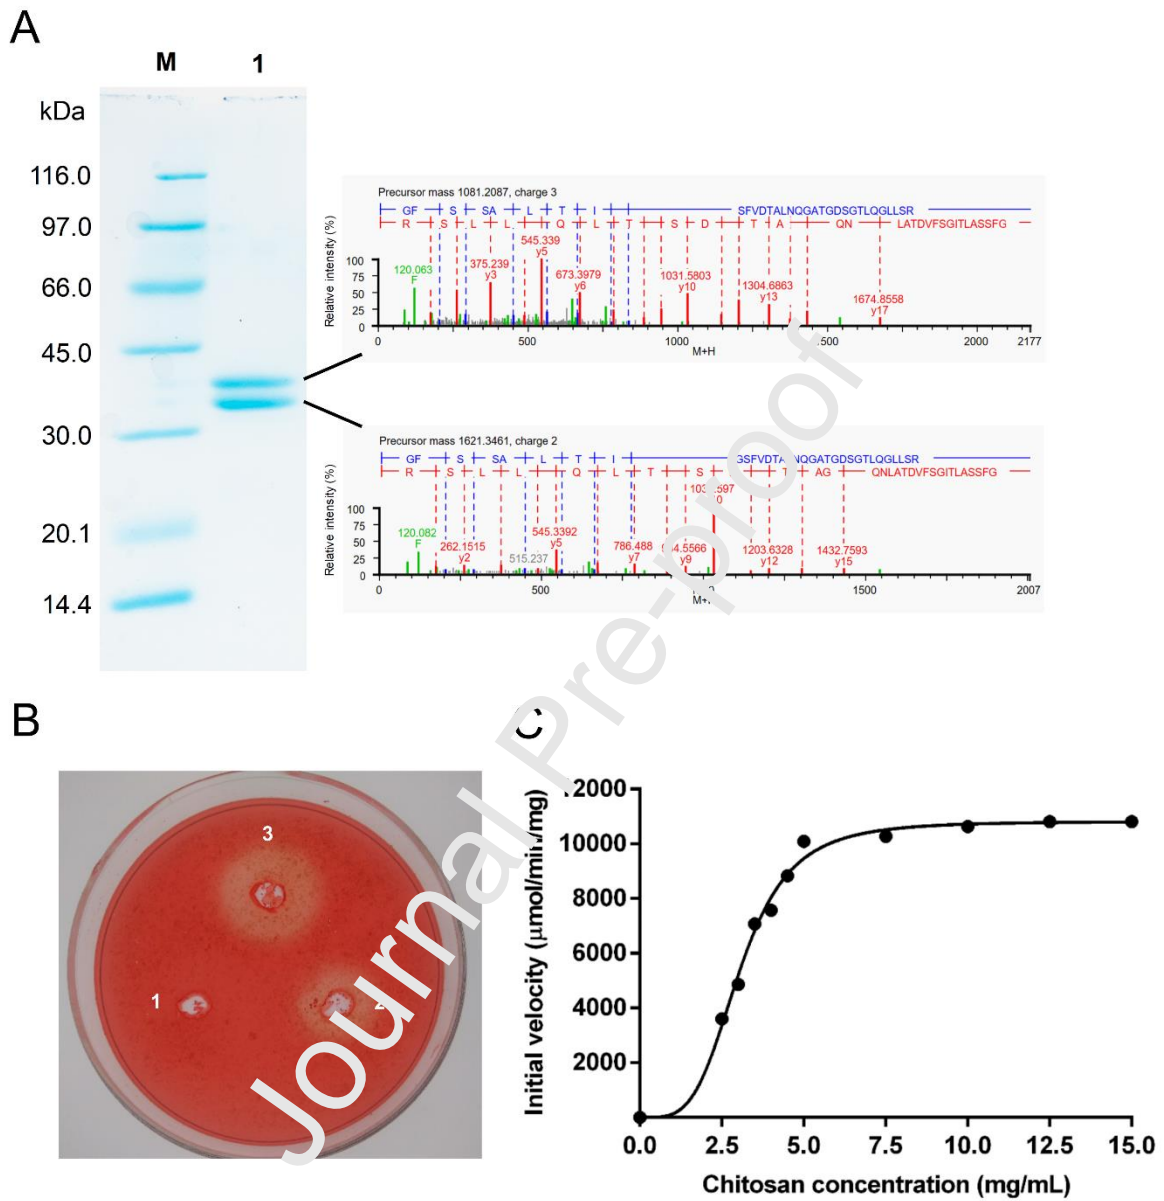 A
M 1
kDa
116.0
97.0
66.0
45.0
30.0
20.1
14.4
Precursor mass 1081.2087, charge 3
GF S SA L T I SFVDTALNQGATGDSGTLQGLLSR
R S L L Q L T S D T A QN LATDVFSGITLASSFG
Relative intensity (%)
100
75
50
25
0
120.063
F
375.239
y3
545.339
y5
673.3979
y6
1031.5803
y10
1304.6863
y13
1674.8558
y17
0 500 1000 1500 2000 2177
M+H
Precursor mass 1621.3461, charge 2
GF S SA L T I
R S L L Q L T S T AG QNLATDVFSGITLASSFG
Relative intensity (%)
100
75
50
25
0
120.082
F
262.1515
y2
515.237
545.3392
y5
786.488
y7
y9
1203.6328
y12
1432.7593
y15
0 500 1500 2007
B
3
1
2
C
Initial velocity (µmol/min/mg)
12000
10000
8000
6000
4000
2000
0.0 2.5 5.0 7.5 10.0 12.5 15.0
Chitosan concentration (mg/mL)
Journal Pre-proof